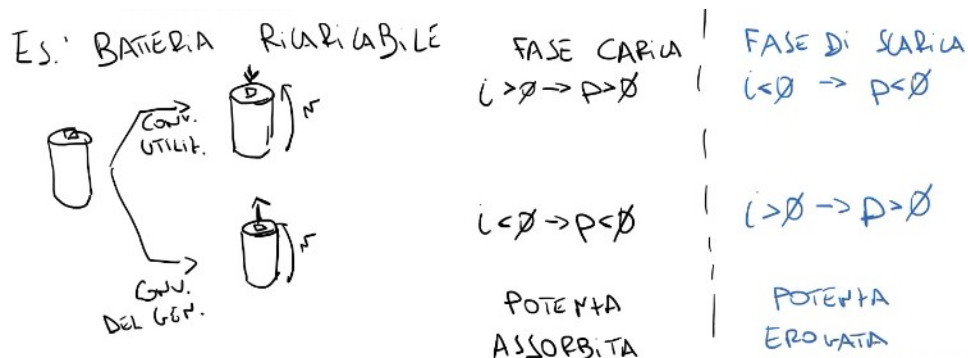 ES: BATTERIA RICARICABILE
FASE CARICA
FASE DI SCARICA
i > Ø → p > Ø
i < Ø → p < Ø
CONV.
UTILIZ.
v
i < Ø → p < Ø
i > Ø → p > Ø
v
CONV.
DEL GEN.
POTENZA
ASSORBITA
POTENZA
EROGATA